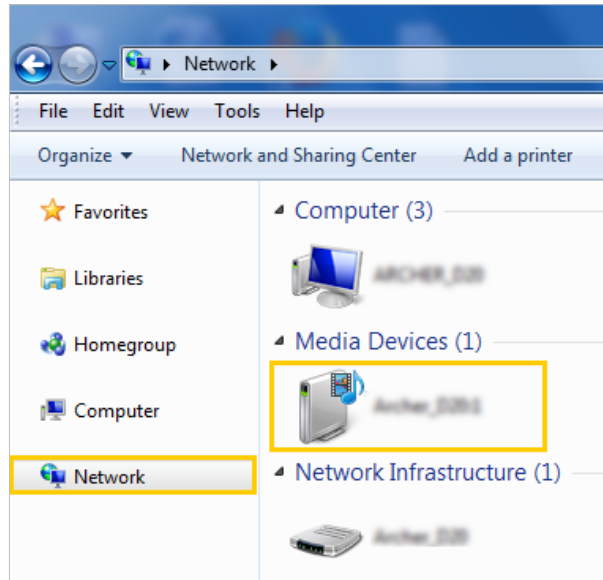 Network
File Edit View Tools Help
Organize Network and Sharing Center Add a printer
Favorites
Computer (3)
Libraries
Homegroup
Media Devices (1)
Computer
Network
Network Infrastructure (1)